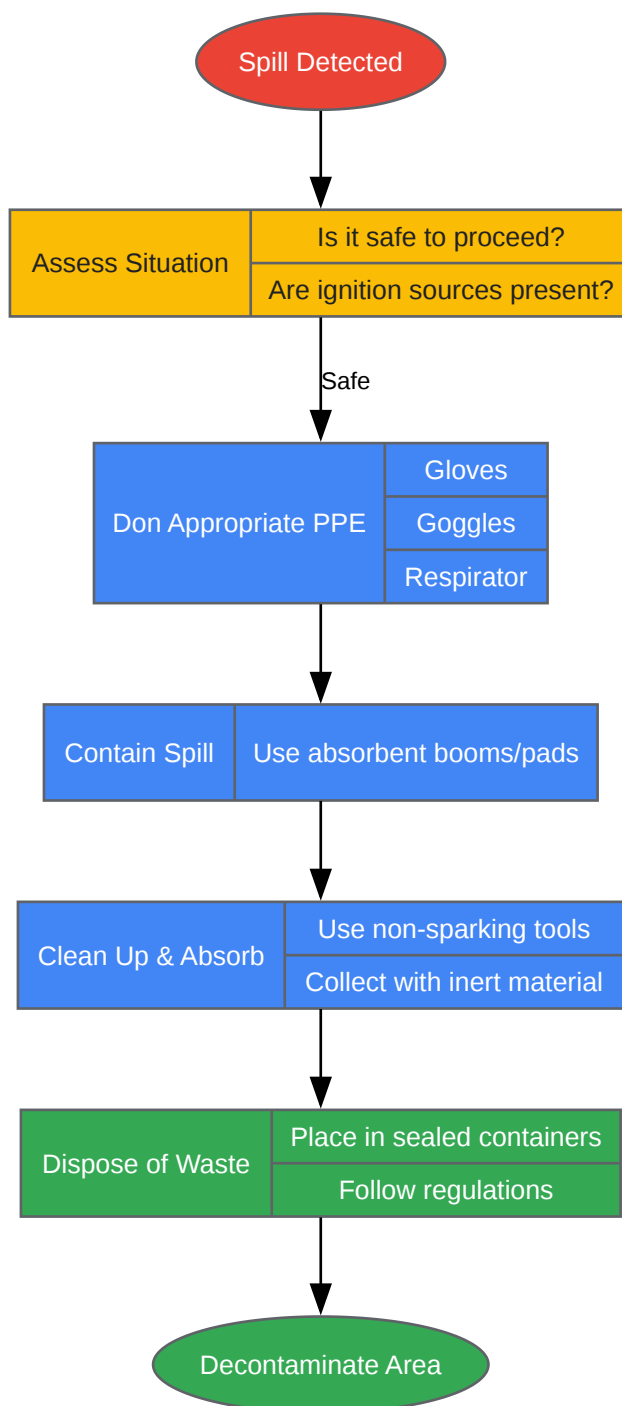 Spill Detected
Assess Situation
Is it safe to proceed?
Are ignition sources present?
Safe
Don Appropriate PPE
Gloves
Goggles
Respirator
Contain Spill
Use absorbent booms/pads
Clean Up & Absorb
Use non-sparking tools
Collect with inert material
Dispose of Waste
Place in sealed containers
Follow regulations
Decontaminate Area